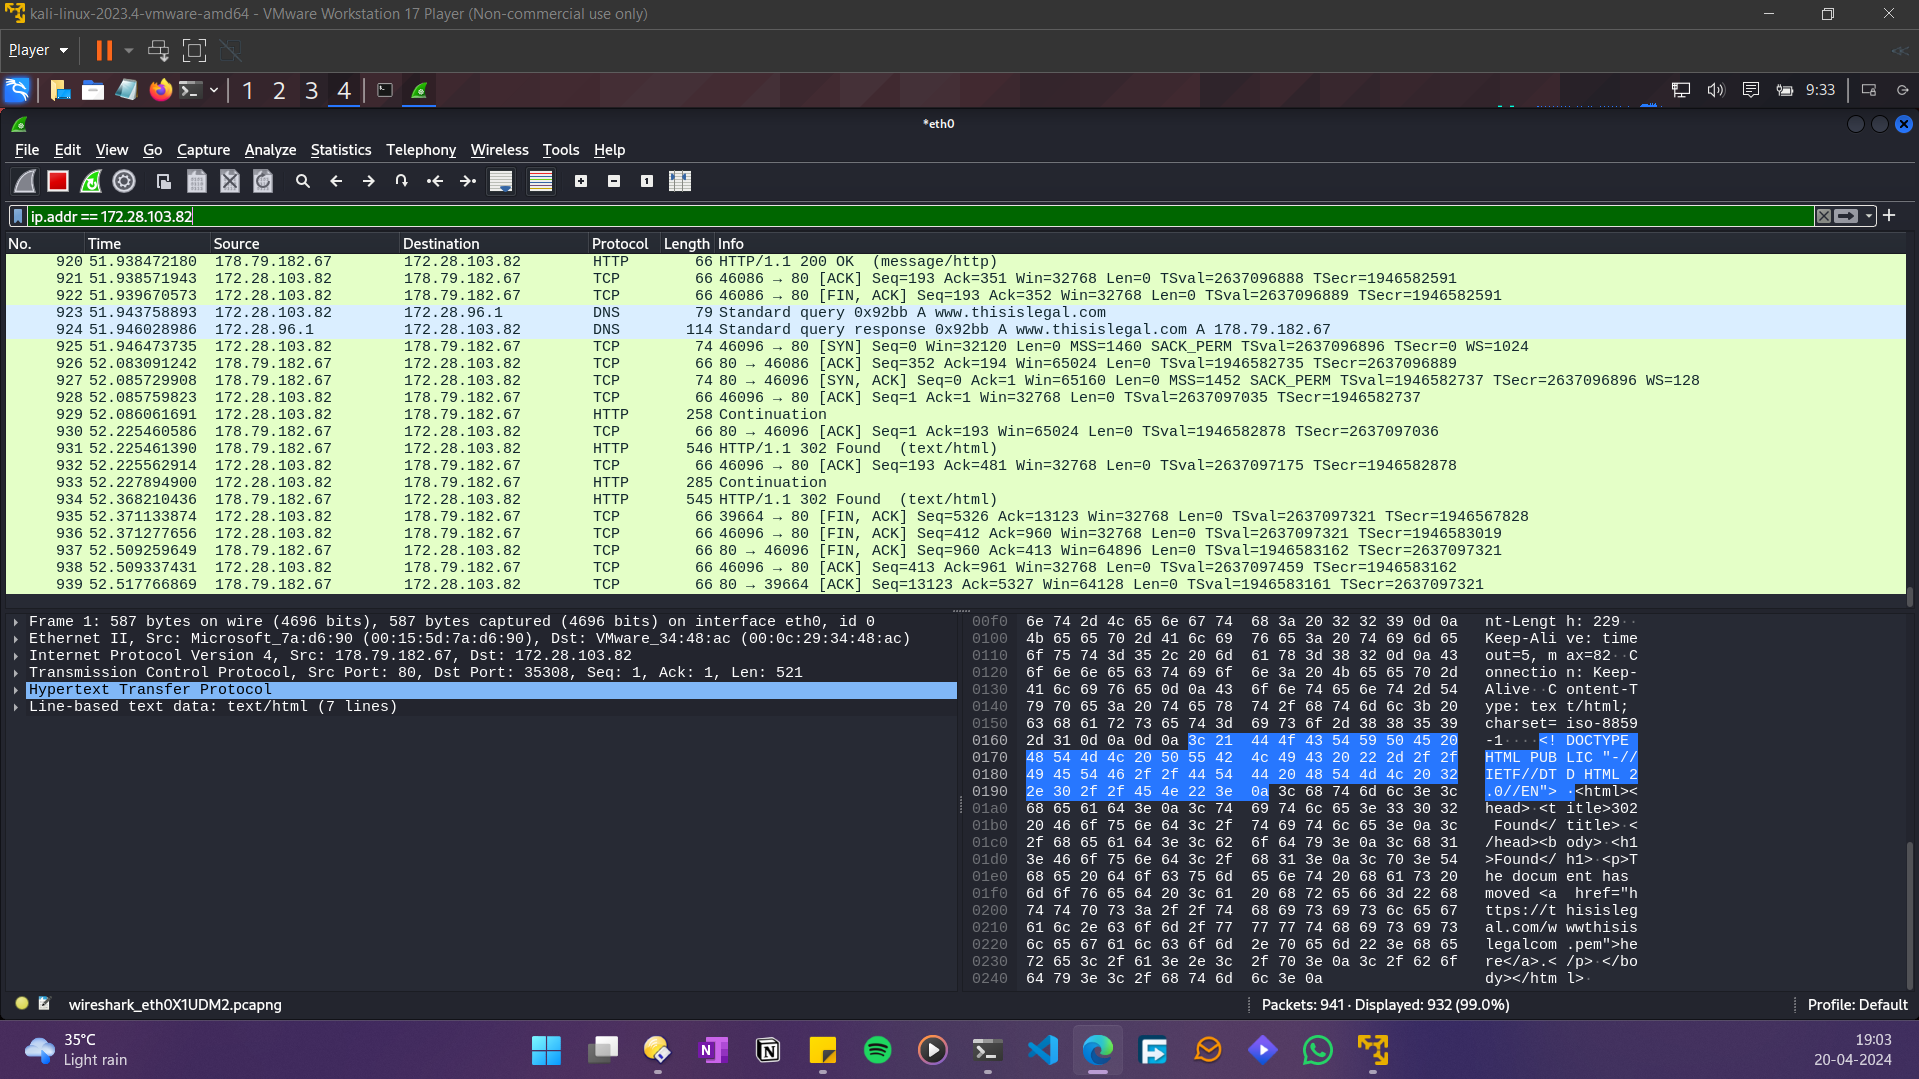 kali-linux-2023.4-vmware-amd64 - VMware Workstation 17 Player (Non-commercial use only)
Player
1 2 3 4
9:33
*eth0
File Edit View Go Capture Analyze Statistics Telephony Wireless Tools Help
ip.addr == 172.28.103.82
No. Time Source Destination Protocol Length Info
920 51.938472180 178.79.182.67 172.28.103.82 HTTP 66 HTTP/1.1 200 OK (message/http)
921 51.938571943 172.28.103.82 178.79.182.67 TCP 66 46086 → 80 [ACK] Seq=193 Ack=351 Win=32768 Len=0 TSval=2637096888 TSecr=1946582591
922 51.939670573 172.28.103.82 178.79.182.67 TCP 66 46086 → 80 [FIN, ACK] Seq=193 Ack=352 Win=32768 Len=0 TSval=2637096889 TSecr=1946582591
923 51.943758893 172.28.103.82 172.28.96.1 DNS 79 Standard query 0x92bb A www.thisislegal.com
924 51.946028986 172.28.96.1 172.28.103.82 DNS 114 Standard query response 0x92bb A www.thisislegal.com A 178.79.182.67
925 51.946473735 172.28.103.82 178.79.182.67 TCP 74 46096 → 80 [SYN] Seq=0 Win=32120 Len=0 MSS=1460 SACK_PERM TSval=2637096896 TSecr=0 WS=1024
926 52.083091242 178.79.182.67 172.28.103.82 TCP 66 80 → 46086 [ACK] Seq=352 Ack=194 Win=65024 Len=0 TSval=1946582735 TSecr=2637096889
927 52.085729908 178.79.182.67 172.28.103.82 TCP 74 80 → 46096 [SYN, ACK] Seq=0 Ack=1 Win=65160 Len=0 MSS=1452 SACK_PERM TSval=1946582737 TSecr=2637096896 WS=128
928 52.085759823 172.28.103.82 178.79.182.67 TCP 66 46096 → 80 [ACK] Seq=1 Ack=1 Win=32768 Len=0 TSval=2637097035 TSecr=1946582737
929 52.086061691 172.28.103.82 178.79.182.67 HTTP 258 Continuation
930 52.225460586 178.79.182.67 172.28.103.82 TCP 66 80 → 46096 [ACK] Seq=1 Ack=193 Win=65024 Len=0 TSval=1946582878 TSecr=2637097036
931 52.225461390 178.79.182.67 172.28.103.82 HTTP 546 HTTP/1.1 302 Found (text/html)
932 52.225562914 172.28.103.82 178.79.182.67 TCP 66 46096 → 80 [ACK] Seq=193 Ack=481 Win=32768 Len=0 TSval=2637097175 TSecr=1946582878
933 52.227894900 172.28.103.82 178.79.182.67 HTTP 285 Continuation
934 52.368210436 178.79.182.67 172.28.103.82 HTTP 545 HTTP/1.1 302 Found (text/html)
935 52.371133874 172.28.103.82 178.79.182.67 TCP 66 39664 → 80 [FIN, ACK] Seq=5326 Ack=13123 Win=32768 Len=0 TSval=2637097321 TSecr=1946567828
936 52.371277656 172.28.103.82 178.79.182.67 TCP 66 46096 → 80 [FIN, ACK] Seq=412 Ack=960 Win=32768 Len=0 TSval=2637097321 TSecr=1946583019
937 52.509259649 178.79.182.67 172.28.103.82 TCP 66 80 → 46096 [FIN, ACK] Seq=960 Ack=413 Win=64896 Len=0 TSval=1946583162 TSecr=2637097321
938 52.509337431 172.28.103.82 178.79.182.67 TCP 66 46096 → 80 [ACK] Seq=413 Ack=961 Win=32768 Len=0 TSval=2637097459 TSecr=1946583162
939 52.517766869 178.79.182.67 172.28.103.82 TCP 66 80 → 39664 [ACK] Seq=13123 Ack=5327 Win=64128 Len=0 TSval=1946583161 TSecr=2637097321
Frame 1: 587 bytes on wire (4696 bits), 587 bytes captured (4696 bits) on interface eth0, id 0
Ethernet II, Src: Microsoft_7a:d6:90 (00:15:5d:7a:d6:90), Dst: VMware_34:48:ac (00:0c:29:34:48:ac)
Internet Protocol Version 4, Src: 178.79.182.67, Dst: 172.28.103.82
Transmission Control Protocol, Src Port: 80, Dst Port: 35308, Seq: 1, Ack: 1, Len: 521
Hypertext Transfer Protocol
Line-based text data: text/html (7 lines)
00f0 6e 74 2d 4c 65 6e 67 74 68 3a 20 32 32 39 0d 0a nt-Lengt h: 229··
0100 4b 65 65 70 2d 41 6c 69 76 65 3a 20 74 69 6d 65 Keep-Ali ve: time
0110 6f 75 74 3d 35 2c 20 6d 61 78 3d 38 32 0d 0a 43 out=5, m ax=82··C
0120 6f 6e 6e 65 63 74 69 6f 6e 3a 20 4b 65 65 70 2d onnectio n: Keep-
0130 41 6c 69 76 65 0d 0a 43 6f 6e 74 65 6e 74 2d 54 Alive··C ontent-T
0140 79 70 65 3a 20 74 65 78 74 2f 68 74 6d 6c 3b 20 ype: tex t/html;
0150 63 68 61 72 73 65 74 3d 69 73 6f 2d 38 38 35 39 charset= iso-8859
0160 2d 31 0d 0a 0d 0a 3c 21 44 4f 43 54 59 50 45 20 -1····<! DOCTYPE
0170 48 54 4d 4c 20 50 55 42 4c 49 43 20 22 2d 2f 2f HTML PUB LIC "-//
0180 49 45 54 46 2f 2f 44 54 44 20 48 54 4d 4c 20 32 IETF//DT D HTML 2
0190 2e 30 2f 2f 45 4e 22 3e 0a 3c 68 74 6d 6c 3e 3c .0//EN"> ·<html><
01a0 68 65 61 64 3e 0a 3c 74 69 74 6c 65 3e 33 30 32 head>·<t itle>302
01b0 20 46 6f 75 6e 64 3c 2f 74 69 74 6c 65 3e 0a 3c Found</ title>·<
01c0 2f 68 65 61 64 3e 3c 62 6f 64 79 3e 0a 3c 68 31 /head><b ody>·<h1
01d0 3e 46 6f 75 6e 64 3c 2f 68 31 3e 0a 3c 70 3e 54 >Found</ h1>·<p>T
01e0 68 65 20 64 6f 63 75 6d 65 6e 74 20 68 61 73 20 he docum ent has
01f0 6d 6f 76 65 64 20 3c 61 20 68 72 65 66 3d 22 68 moved <a href="h
0200 74 74 70 73 3a 2f 2f 74 68 69 73 69 73 6c 65 67 ttps://t hisisleg
0210 61 6c 2e 63 6f 6d 2f 77 77 77 74 68 69 73 69 73 al.com/w wwthisis
0220 6c 65 67 61 6c 63 6f 6d 2e 70 65 6d 22 3e 68 65 legalcom .pem">he
0230 72 65 3c 2f 61 3e 2e 3c 2f 70 3e 0a 3c 2f 62 6f re</a>.< /p>·</bo
0240 64 79 3e 3c 2f 68 74 6d 6c 3e 0a dy></htm l>·
wireshark_eth0X1UDM2.pcapng
Packets: 941 · Displayed: 932 (99.0%)
Profile: Default
35°C
Light rain
19:03
20-04-2024